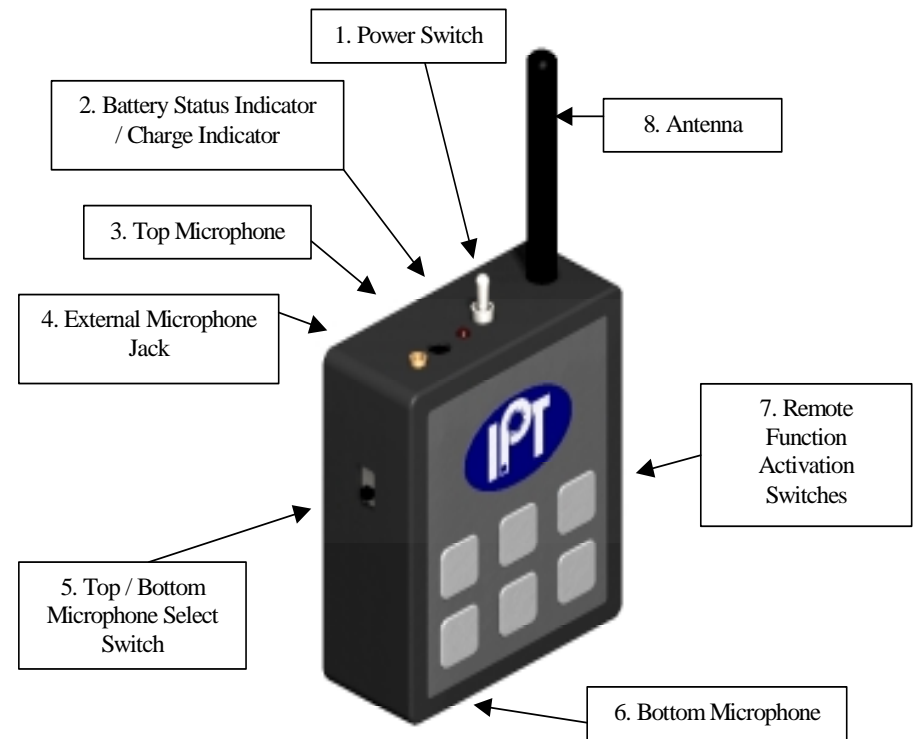 1. Power Switch
2. Battery Status Indicator
/ Charge Indicator
8. Antenna
3. Top Microphone
4. External Microphone
Jack
IPT
7. Remote
Function
Activation
Switches
5. Top / Bottom
Microphone Select
Switch
6. Bottom Microphone